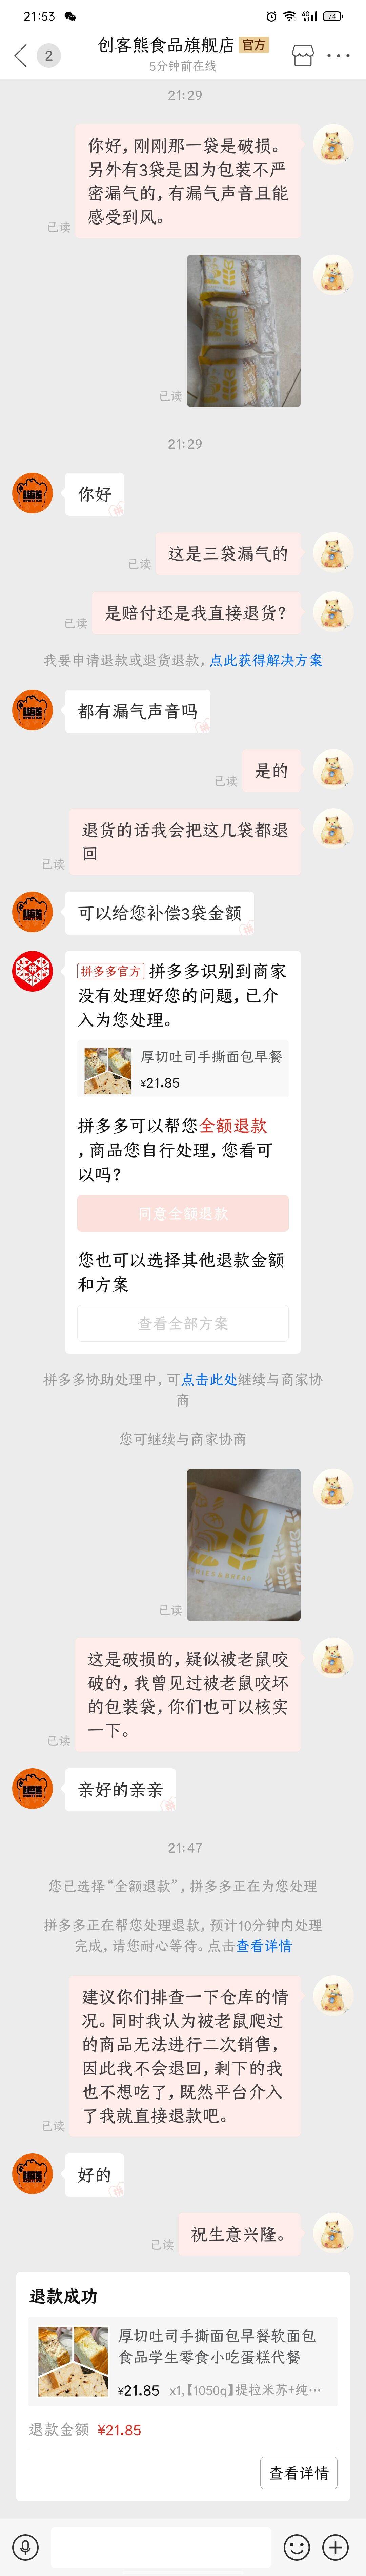 21:53
4G
74
2
创客熊食品旗舰店 官方
5分钟前在线
21:29
你好,刚刚那一袋是破损。
另外有3袋是因为包装不严
密漏气的,有漏气声音且能
感受到风。
已读
已读
21:29
你好
这是三袋漏气的
已读
是赔付还是我直接退货?
已读
我要申请退款或退货退款,点此获得解决方案
都有漏气声音吗
是的
已读
退货的话我会把这几袋都退
回
已读
可以给您补偿3袋金额
拼多多官方 拼多多识别到商家
没有处理好您的问题,已介
入为您处理。
厚切吐司手撕面包早餐
¥21.85
拼多多可以帮您全额退款
,商品您自行处理,您看可
以吗?
同意全额退款
您也可以选择其他退款金额
和方案
查看全部方案
拼多多协助处理中,可点击此处继续与商家协
商
您可继续与商家协商
已读
这是破损的,疑似被老鼠咬
破的,我曾见过被老鼠咬坏
的包装袋,你们也可以核实
一下。
已读
亲好的亲亲
21:47
您已选择“全额退款”,拼多多正在为您处理
拼多多正在帮您处理退款,预计10分钟内处理
完成,请您耐心等待。点击查看详情
建议你们排查一下仓库的情
况。同时我认为被老鼠爬过
的商品无法进行二次销售,
因此我不会退回,剩下的我
也不想吃了,既然平台介入
了我就直接退款吧。
已读
好的
祝生意兴隆。
已读
退款成功
厚切吐司手撕面包早餐软面包
食品学生零食小吃蛋糕代餐
¥21.85 x1,【1050g】提拉米苏+纯…
退款金额 ¥21.85
查看详情